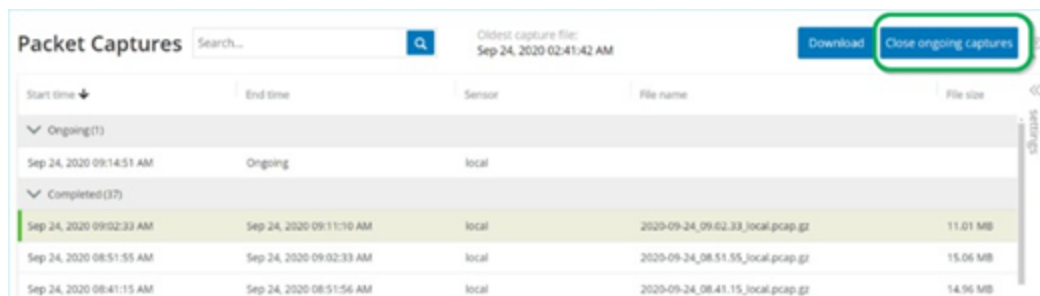 Packet Captures Search... Oldest capture file: Download Close ongoing captures
Sep 24, 2020 02:41:42 AM
Start time End time Sensor File name File size
Ongoing(1)
Sep 24, 2020 09:14:51 AM Ongoing local
Completed(37)
Sep 24, 2020 09:02:33 AM Sep 24, 2020 09:11:10 AM local 2020-09-24_09.02.33_local.pcap.gz 11.01 MB
Sep 24, 2020 08:51:55 AM Sep 24, 2020 09:02:33 AM local 2020-09-24_08.51.55_local.pcap.gz 15.06 MB
Sep 24, 2020 08:41:15 AM Sep 24, 2020 08:51:56 AM local 2020-09-24_08.41.15_local.pcap.gz 14.96 MB
settings